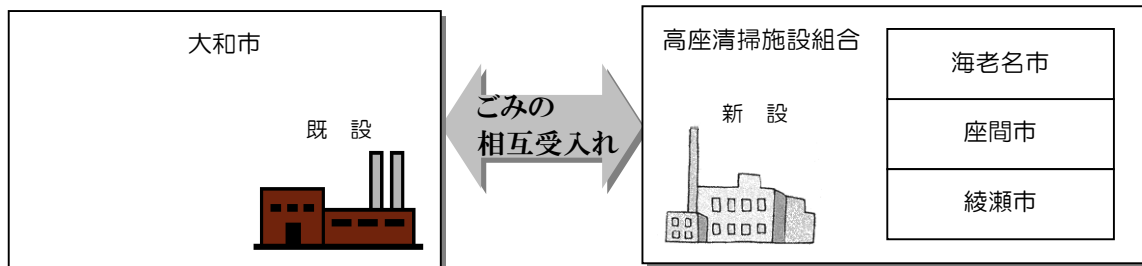 大和市
既 設
ごみの
相互受入れ
高座清掃施設組合
新 設
海老名市
座間市
綾瀬市